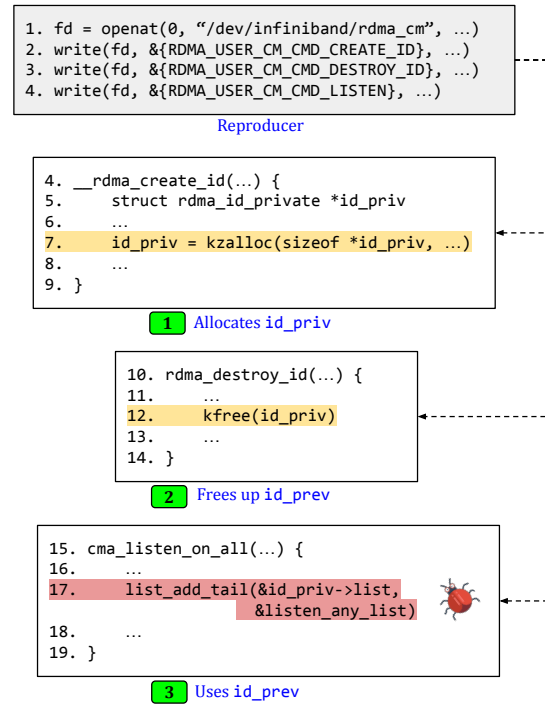 1. fd = openat(0, “/dev/infiniband/rdma_cm”, …)
2. write(fd, &{RDMA_USER_CM_CMD_CREATE_ID}, …)
3. write(fd, &{RDMA_USER_CM_CMD_DESTROY_ID}, …)
4. write(fd, &{RDMA_USER_CM_CMD_LISTEN}, …)
Reproducer
4. __rdma_create_id(…) {
5. struct rdma_id_private *id_priv
6. …
7. id_priv = kzalloc(sizeof *id_priv, …)
8. …
9. }
1 Allocates id_priv
10. rdma_destroy_id(…) {
11. …
12. kfree(id_priv)
13. …
14. }
2 Frees up id_prev
15. cma_listen_on_all(…) {
16. …
17. list_add_tail(&id_priv->list,
&listen_any_list)
18. …
19. }
3 Uses id_prev